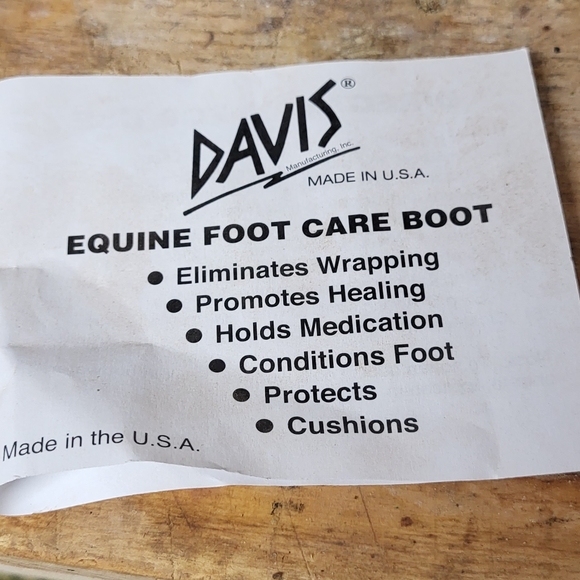 DAVIS®
Manufacturing, Inc.
MADE IN U.S.A.
EQUINE FOOT CARE BOOT
● Eliminates Wrapping
● Promotes Healing
● Holds Medication
● Conditions Foot
● Protects
● Cushions
Made in the U.S.A.